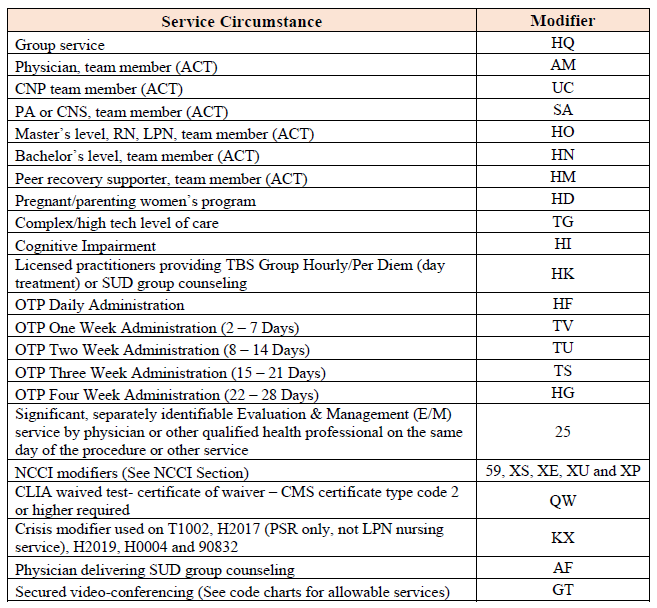 Service Circumstance Modifier
Group service HQ
Physician, team member (ACT) AM
CNP team member (ACT) UC
PA or CNS, team member (ACT) SA
Master's level, RN, LPN, team member (ACT) HO
Bachelor's level, team member (ACT) HN
Peer recovery supporter, team member (ACT) HM
Pregnant/parenting women's program HD
Complex/high tech level of care TG
Cognitive Impairment HI
Licensed practitioners providing TBS Group Hourly/Per Diem (day
treatment) or SUD group counseling HK
OTP Daily Administration HF
OTP One Week Administration (2 – 7 Days) TV
OTP Two Week Administration (8 – 14 Days) TU
OTP Three Week Administration (15 – 21 Days) TS
OTP Four Week Administration (22 – 28 Days) HG
Significant, separately identifiable Evaluation & Management (E/M)
service by physician or other qualified health professional on the same 25
day of the procedure or other service
NCCI modifiers (See NCCI Section) 59, XS, XE, XU and XP
CLIA waived test- certificate of waiver – CMS certificate type code 2
or higher required QW
Crisis modifier used on T1002, H2017 (PSR only, not LPN nursing
service), H2019, H0004 and 90832 KX
Physician delivering SUD group counseling AF
Secured video-conferencing (See code charts for allowable services) GT